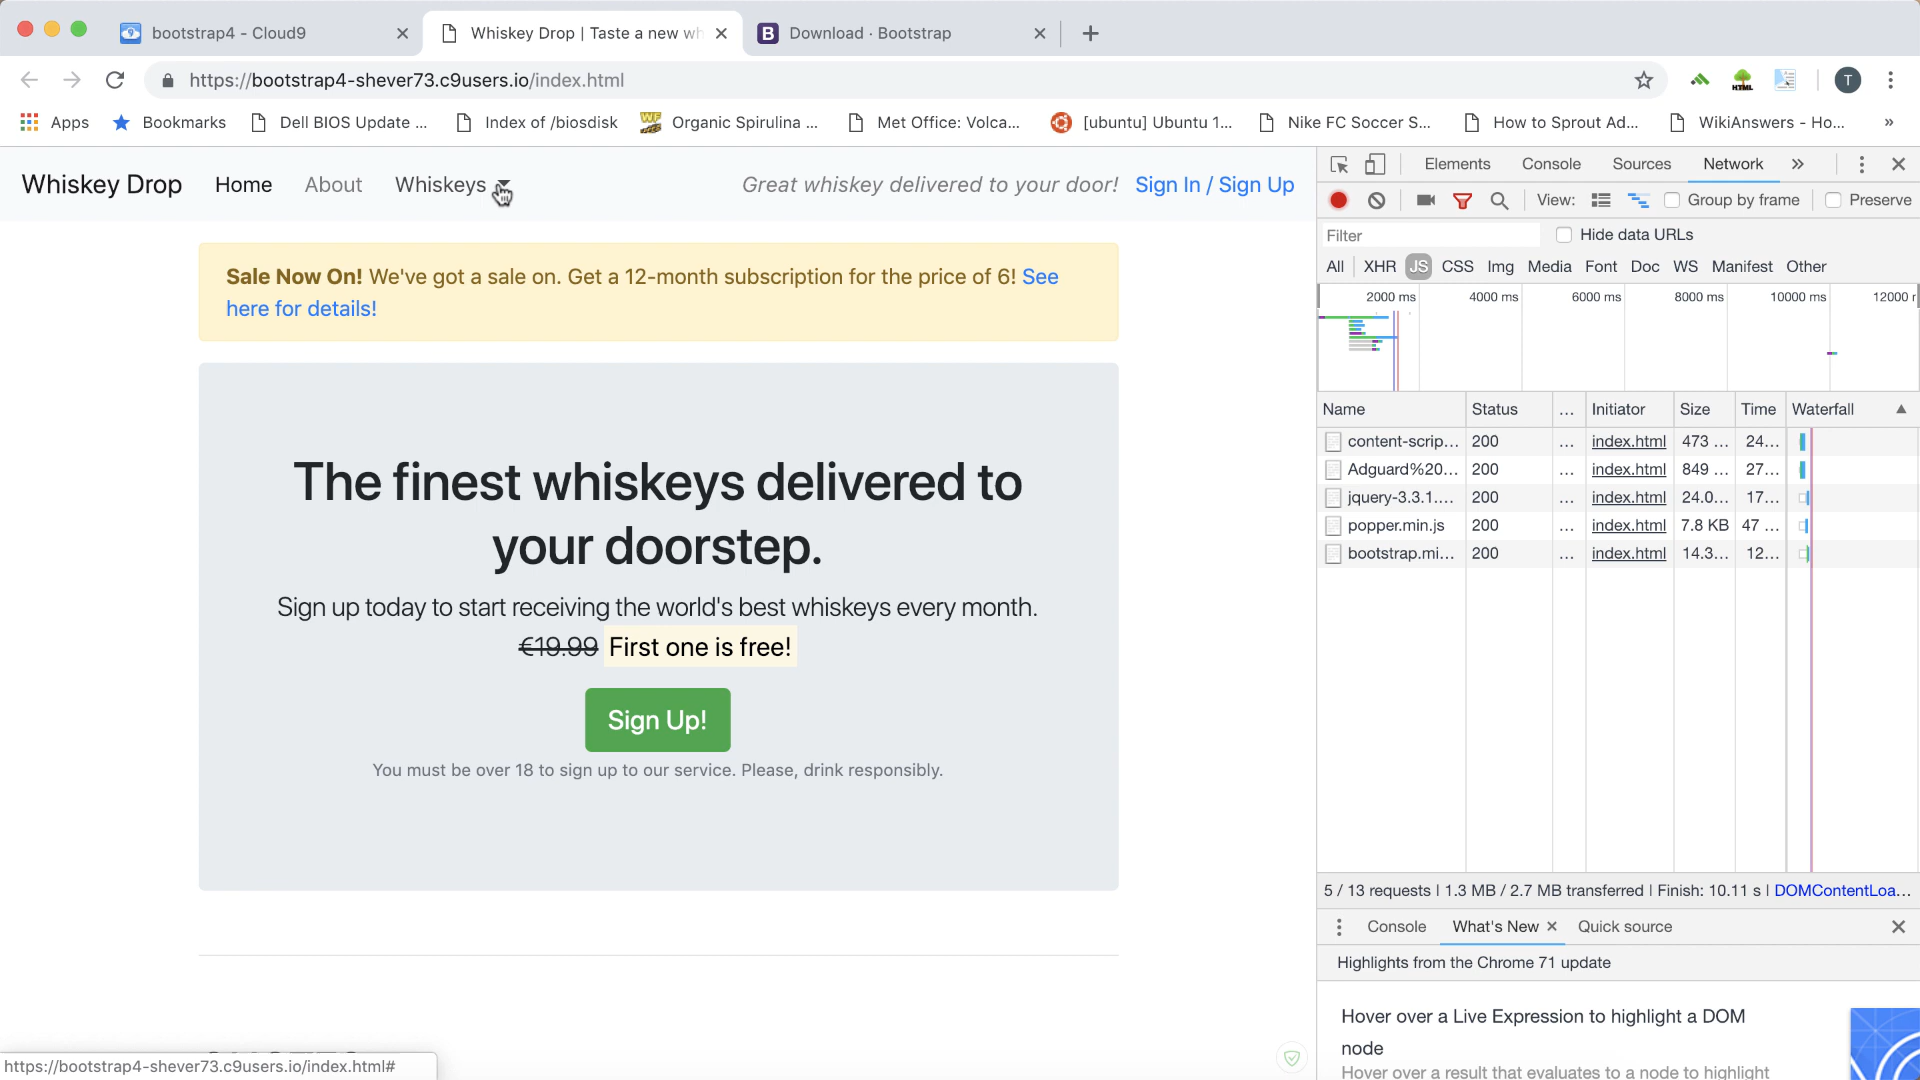 bootstrap4 - Cloud9
Whiskey Drop | Taste a new wh
Download · Bootstrap
https://bootstrap4-shever73.c9users.io/index.html
T
Apps
Bookmarks
Dell BIOS Update ...
Index of /biosdisk
Organic Spirulina ...
Met Office: Volca...
[ubuntu] Ubuntu 1...
Nike FC Soccer S...
How to Sprout Ad...
WikiAnswers - Ho...
»
Whiskey Drop
Home
About
Whiskeys
Great whiskey delivered to your door!
Sign In / Sign Up
Sale Now On! We've got a sale on. Get a 12-month subscription for the price of 6! See
here for details!
The finest whiskeys delivered to
your doorstep.
Sign up today to start receiving the world's best whiskeys every month.
€19.99 First one is free!
Sign Up!
You must be over 18 to sign up to our service. Please, drink responsibly.
https://bootstrap4-shever73.c9users.io/index.html#
Elements Console Sources Network »
View: Group by frame Preserve
Filter Hide data URLs
All XHR JS CSS Img Media Font Doc WS Manifest Other
2000 ms 4000 ms 6000 ms 8000 ms 10000 ms 12000 r
Name Status ... Initiator Size Time Waterfall
content-scrip... 200 ... index.html 473 ... 24...
Adguard%20... 200 ... index.html 849 ... 27...
jquery-3.3.1.... 200 ... index.html 24.0... 17...
popper.min.js 200 ... index.html 7.8 KB 47 ...
bootstrap.mi... 200 ... index.html 14.3... 12...
5 / 13 requests | 1.3 MB / 2.7 MB transferred | Finish: 10.11 s | DOMContentLoa...
Console What's New Quick source
Highlights from the Chrome 71 update
Hover over a Live Expression to highlight a DOM
node
Hover over a result that evaluates to a node to highlight